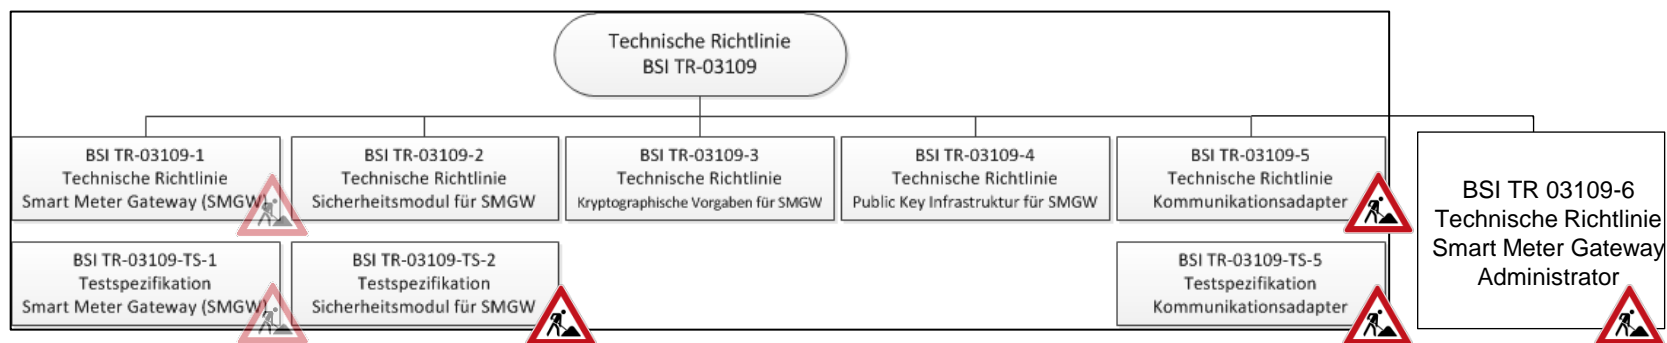 Technische Richtlinie
BSI TR-03109
BSI TR-03109-1
Technische Richtlinie
Smart Meter Gateway (SMGW)
BSI TR-03109-2
Technische Richtlinie
Sicherheitsmodul für SMGW
BSI TR-03109-3
Technische Richtlinie
Kryptographische Vorgaben für SMGW
BSI TR-03109-4
Technische Richtlinie
Public Key Infrastruktur für SMGW
BSI TR-03109-5
Technische Richtlinie
Kommunikationsadapter
BSI TR 03109-6
Technische Richtlinie
Smart Meter Gateway
Administrator
BSI TR-03109-TS-1
Testspezifikation
Smart Meter Gateway (SMGW)
BSI TR-03109-TS-2
Testspezifikation
Sicherheitsmodul für SMGW
BSI TR-03109-TS-5
Testspezifikation
Kommunikationsadapter